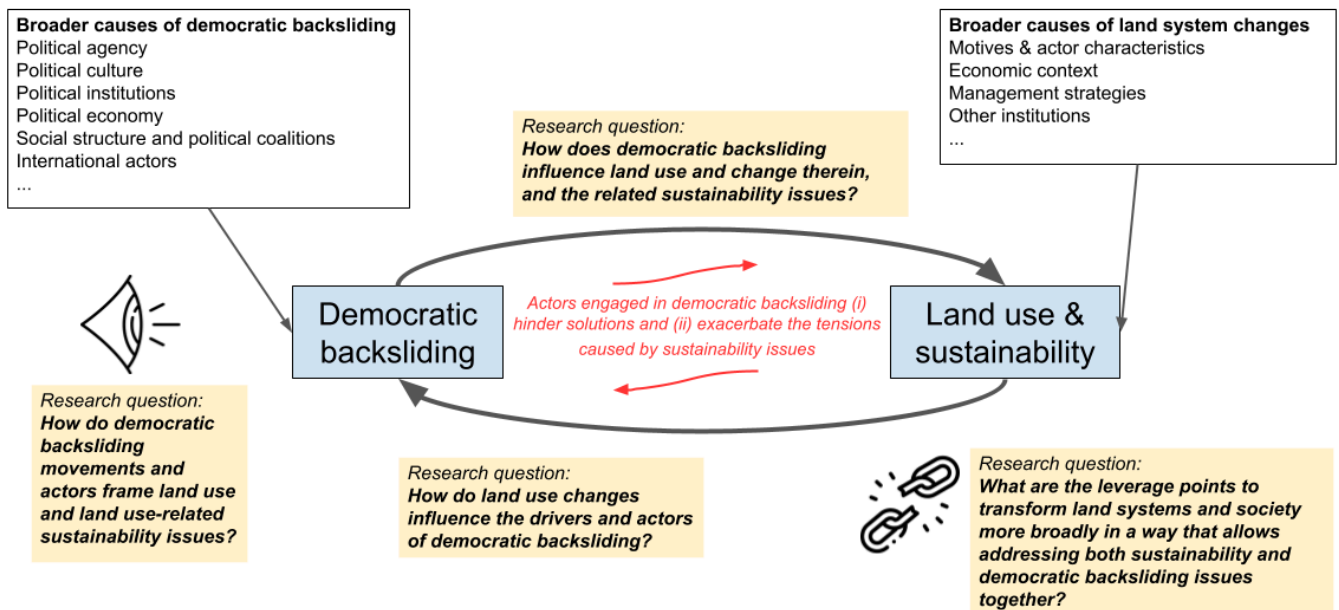 Broader causes of democratic backsliding
Political agency
Political culture
Political institutions
Political economy
Social structure and political coalitions
International actors
...
Broader causes of land system changes
Motives & actor characteristics
Economic context
Management strategies
Other institutions
...
Research question:
How does democratic backsliding
influence land use and change therein,
and the related sustainability issues?
Democratic
backsliding
Actors engaged in democratic backsliding (i)
hinder solutions and (ii) exacerbate the tensions
caused by sustainability issues
Land use &
sustainability
Research question:
How do democratic
backsliding
movements and
actors frame land use
and land use-related
sustainability issues?
Research question:
How do land use changes
influence the drivers and actors
of democratic backsliding?
Research question:
What are the leverage points to
transform land systems and society
more broadly in a way that allows
addressing both sustainability and
democratic backsliding issues
together?